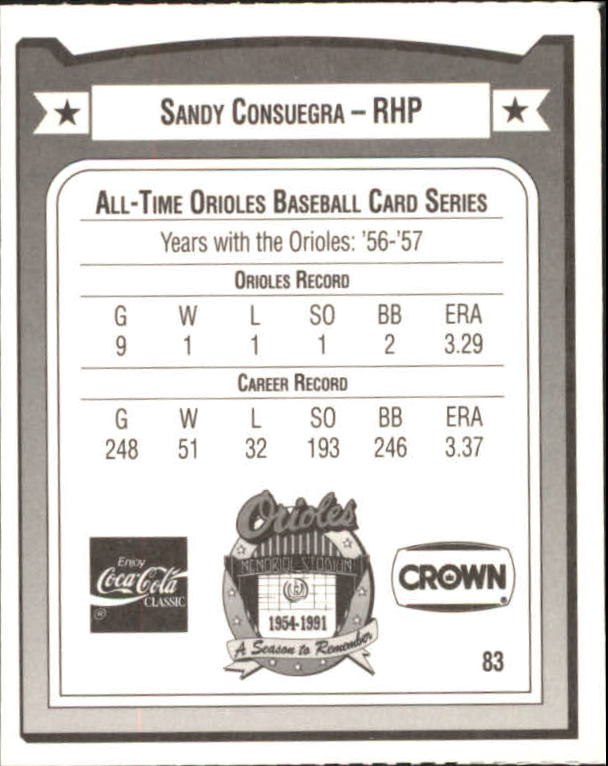 SANDY CONSUEGRA – RHP
ALL-TIME ORIOLES BASEBALL CARD SERIES
Years with the Orioles: '56-'57
ORIOLES RECORD
G W L SO BB ERA
9 1 1 1 2 3.29
CAREER RECORD
G W L SO BB ERA
248 51 32 193 246 3.37
Orioles
MEMORIAL STADIUM
1954-1991
A Season to Remember
Enjoy
Coca-Cola
CLASSIC
®
CROWN
®
83